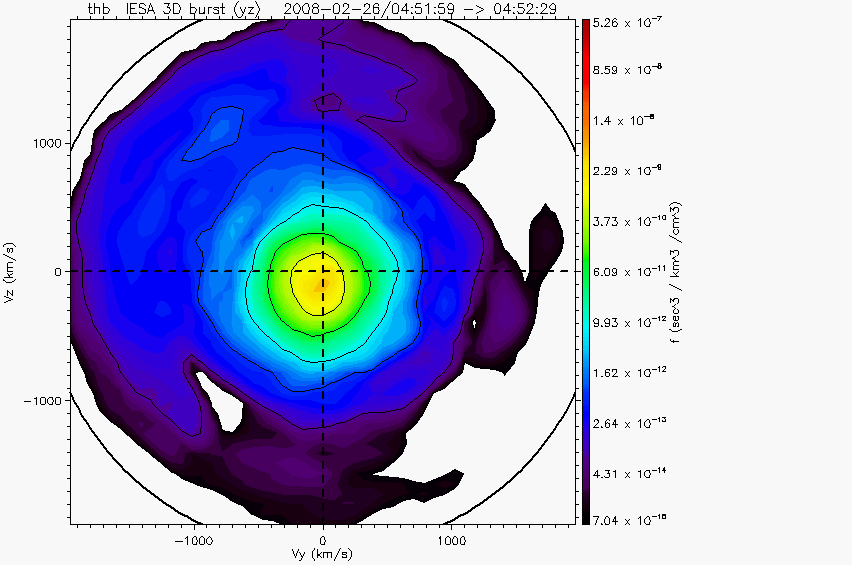 thb IESA 3D burst (yz) 2008-02-26/04:51:59 -> 04:52:29
5.26 x 10^-7
8.59 x 10^-8
1.4 x 10^-8
2.29 x 10^-9
3.73 x 10^-10
6.09 x 10^-11
9.93 x 10^-12
1.62 x 10^-12
2.64 x 10^-13
4.31 x 10^-14
7.04 x 10^-15
f (sec^3 / km^3 /cm^3)
1000
0
-1000
Vz (km/s)
-1000 0 1000
Vy (km/s)